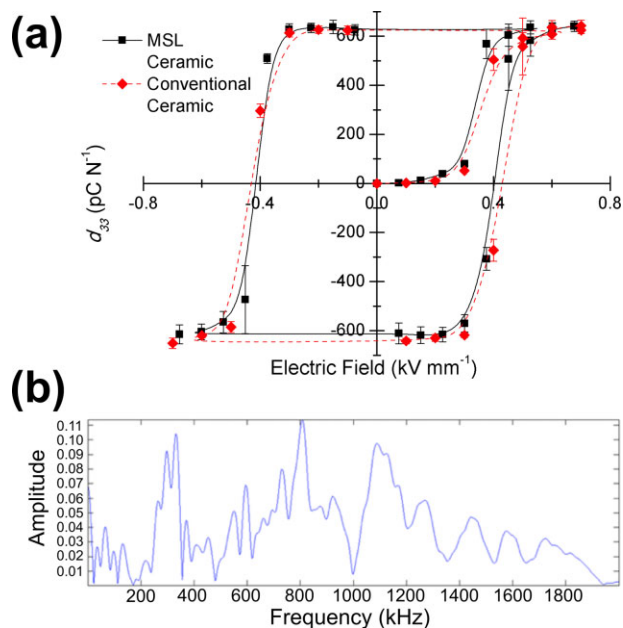 (a)
MSL
Ceramic
Conventional
Ceramic
600
400
200
0
-200
-400
-600
-0.8
-0.4
0.0
0.4
0.8
d33 (pC N⁻¹)
Electric Field (kV mm⁻¹)
(b)
0.11
0.10
0.09
0.08
0.07
0.06
0.05
0.04
0.03
0.02
0.01
Amplitude
200 400 600 800 1000 1200 1400 1600 1800
Frequency (kHz)